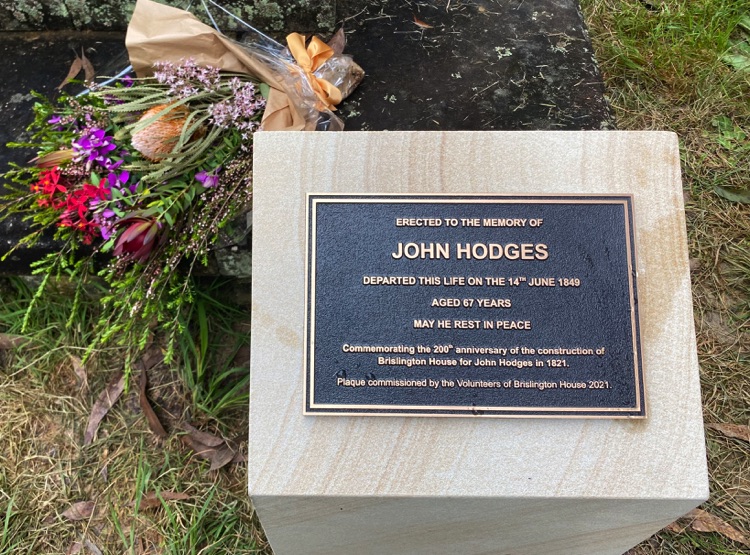 ERECTED TO THE MEMORY OF
JOHN HODGES
DEPARTED THIS LIFE ON THE 14TH JUNE 1849
AGED 67 YEARS
MAY HE REST IN PEACE
Commemorating the 200th anniversary of the construction of
Brislington House for John Hodges in 1821.
Plaque commissioned by the Volunteers of Brislington House 2021.